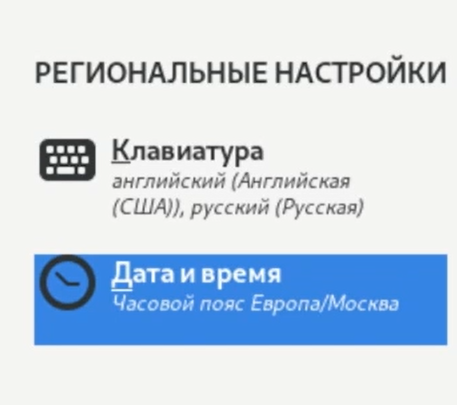 РЕГИОНАЛЬНЫЕ НАСТРОЙКИ
Клавиатура
английский (Английская
(США)), русский (Русская)
Дата и время
Часовой пояс Европа/Москва